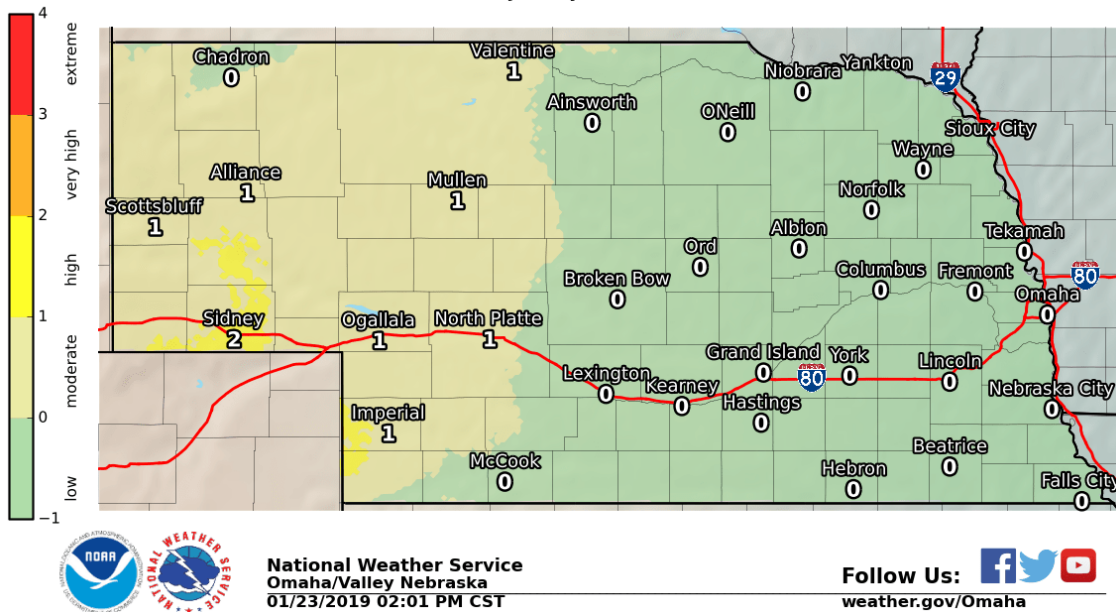 4
extreme
3
very high
2
high
1
moderate
0
low
−1
Chadron
0
Valentine
1
Niobrara
0
Yankton
29
Ainsworth
0
ONeill
0
Sioux City
Wayne
0
Alliance
1
Mullen
1
Norfolk
0
Scottsbluff
1
Albion
0
Tekamah
0
Ord
0
Broken Bow
0
Columbus
0
Fremont
0
80
Omaha
0
Sidney
2
Ogallala
1
North Platte
1
Grand Island
0
York
0
80
Lincoln
0
Lexington
0
Kearney
0
Hastings
0
Nebraska City
0
Imperial
1
McCook
0
Hebron
0
Beatrice
0
Falls City
0
NOAA
NATIONAL WEATHER SERVICE
National Weather Service
Omaha/Valley Nebraska
01/23/2019 02:01 PM CST
Follow Us:
weather.gov/Omaha